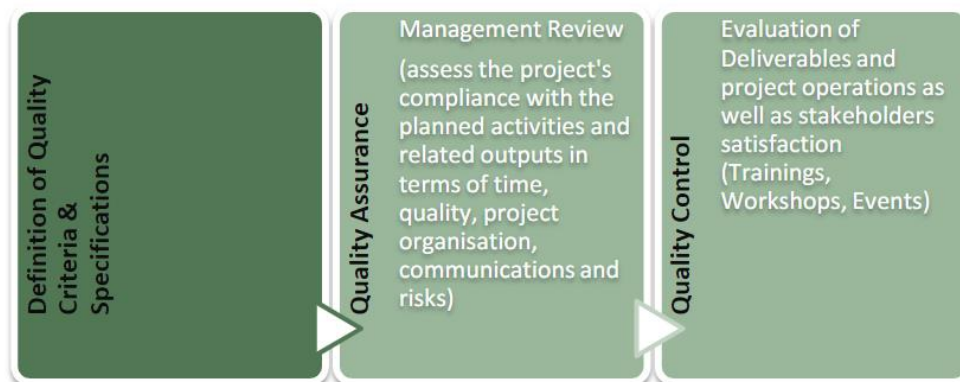 Definition of Quality
Criteria &
Specifications
Quality Assurance
Management Review
(assess the project's
compliance with the
planned activities and
related outputs in
terms of time,
quality, project
organisation,
communications and
risks)
Quality Control
Evaluation of
Deliverables and
project operations as
well as stakeholders
satisfaction
(Trainings,
Workshops, Events)